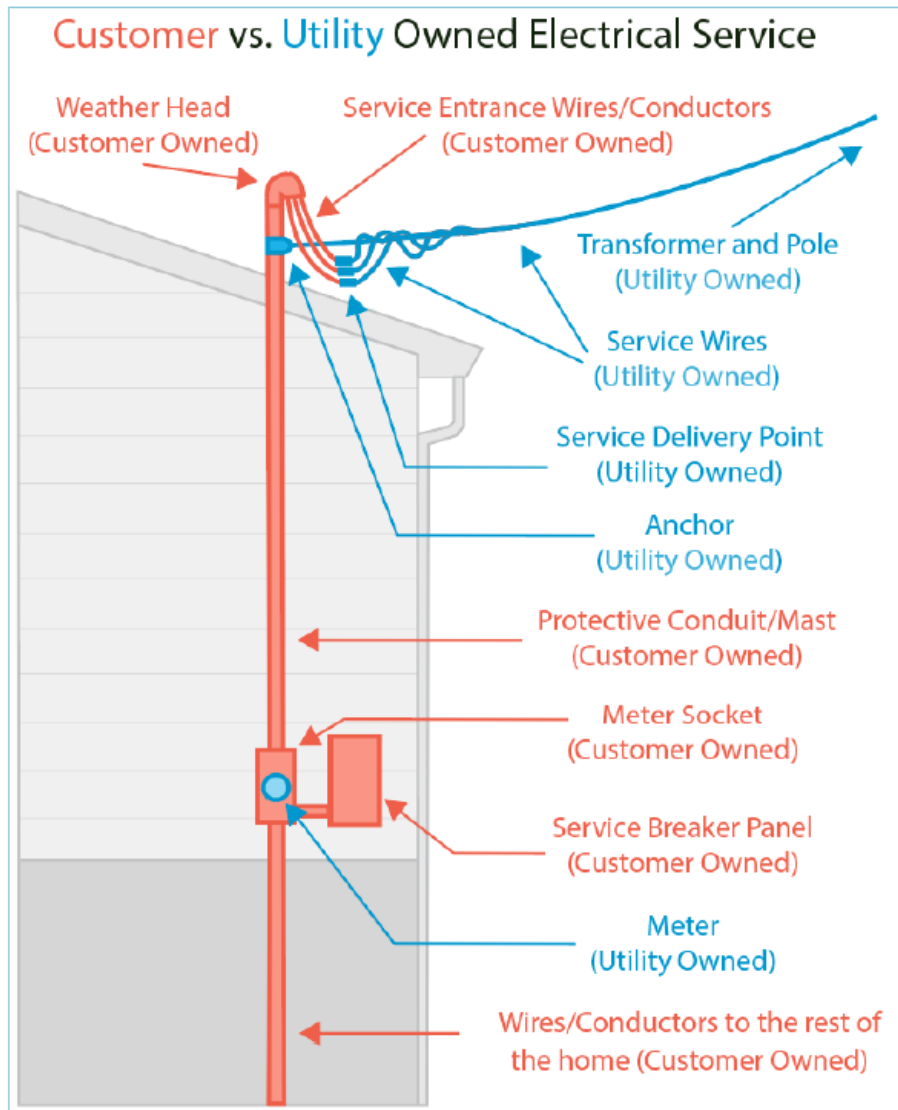 Customer vs. Utility Owned Electrical Service
Weather Head
(Customer Owned)
Service Entrance Wires/Conductors
(Customer Owned)
Transformer and Pole
(Utility Owned)
Service Wires
(Utility Owned)
Service Delivery Point
(Utility Owned)
Anchor
(Utility Owned)
Protective Conduit/Mast
(Customer Owned)
Meter Socket
(Customer Owned)
Service Breaker Panel
(Customer Owned)
Meter
(Utility Owned)
Wires/Conductors to the rest of
the home (Customer Owned)